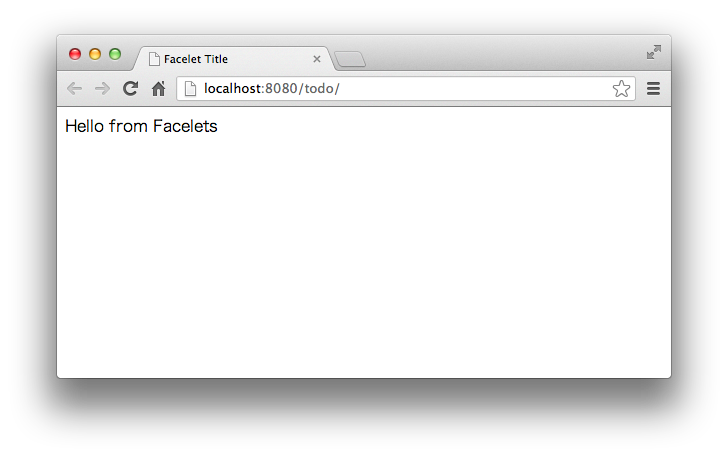 Facelet Title
localhost:8080/todo/
Hello from Facelets